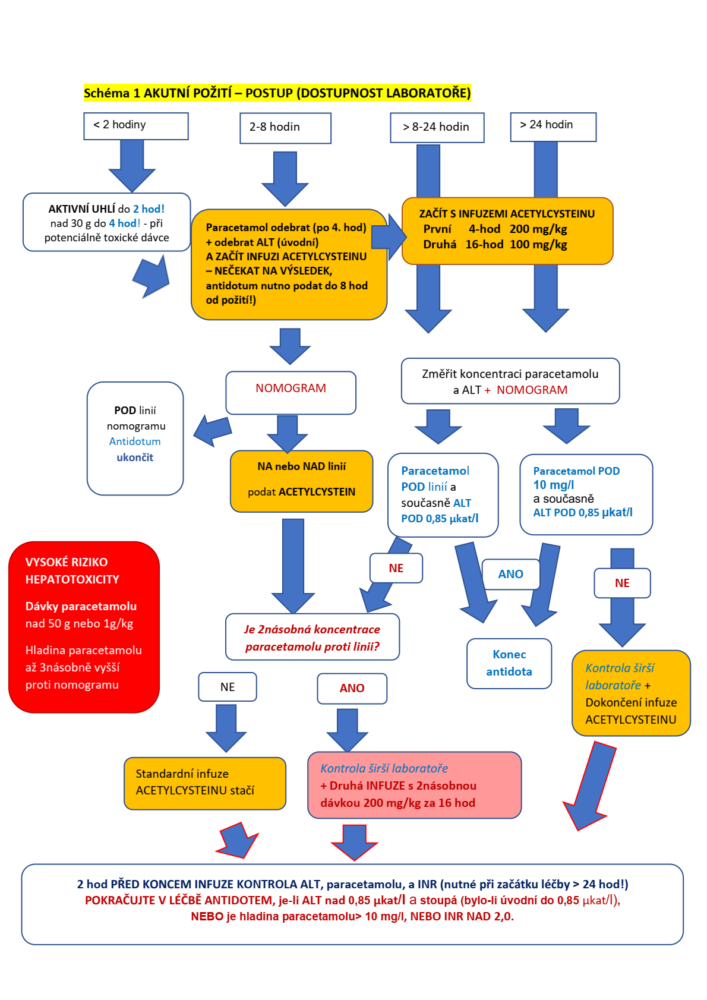 Schéma 1 AKUTNÍ POŽITÍ – POSTUP (DOSTUPNOST LABORATOŘE)
< 2 hodiny
2-8 hodin
> 8-24 hodin
> 24 hodin
AKTIVNÍ UHLÍ do 2 hod!
nad 30 g do 4 hod! - při
potenciálně toxické dávce
Paracetamol odebrat (po 4. hod)
+ odebrat ALT (úvodní)
A ZAČÍT INFUZI ACETYLCYSTEINU
– NEČEKAT NA VÝSLEDEK,
antidotum nutno podat do 8 hod
od požití!)
ZAČÍT S INFUZEMI ACETYLCYSTEINU
První 4-hod 200 mg/kg
Druhá 16-hod 100 mg/kg
NOMOGRAM
Změřit koncentraci paracetamolu
a ALT + NOMOGRAM
POD linií
nomogramu
Antidotum
ukončit
NA nebo NAD linií
podat ACETYLCYSTEIN
Paracetamol
POD linií a
současně ALT
POD 0,85 µkat/l
Paracetamol POD
10 mg/l
a současně
ALT POD 0,85 µkat/l
VYSOKÉ RIZIKO
HEPATOTOXICITY
Dávky paracetamolu
nad 50 g nebo 1g/kg
Hladina paracetamolu
až 3násobně vyšší
proti nomogramu
NE
ANO
NE
Je 2násobná koncentrace
paracetamolu proti linii?
Konec
antidota
Kontrola širší
laboratoře +
Dokončení infuze
ACETYLCYSTEINU
NE
ANO
Standardní infuze
ACETYLCYSTEINU stačí
Kontrola širší laboratoře
+ Druhá INFUZE s 2násobnou
dávkou 200 mg/kg za 16 hod
2 hod PŘED KONCEM INFUZE KONTROLA ALT, paracetamolu, a INR (nutné při začátku léčby > 24 hod!)
POKRAČUJTE V LÉČBĚ ANTIDOTEM, je-li ALT nad 0,85 µkat/l a stoupá (bylo-li úvodní do 0,85 µkat/l),
NEBO je hladina paracetamolu> 10 mg/l, NEBO INR NAD 2,0.